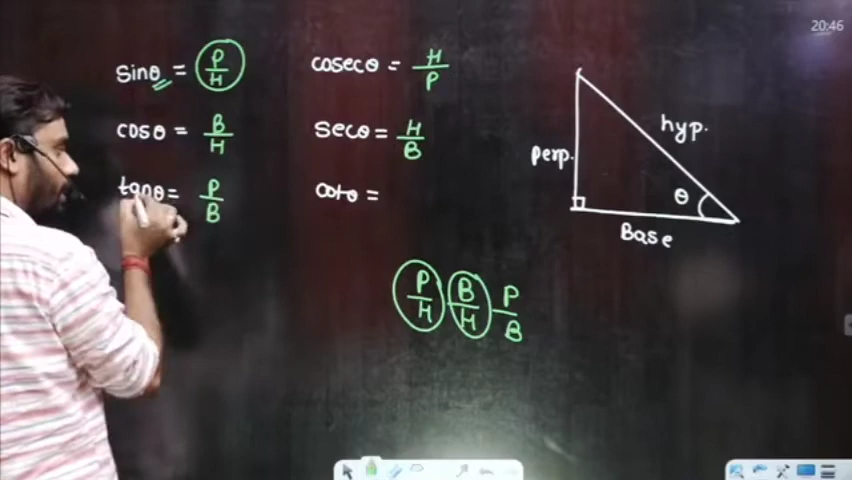 20:46
sinθ = P/H
cosecθ = H/P
cosθ = B/H
secθ = H/B
tanθ = P/B
cotθ =
perp.
hyp.
θ
Base
P/H B/H P/B